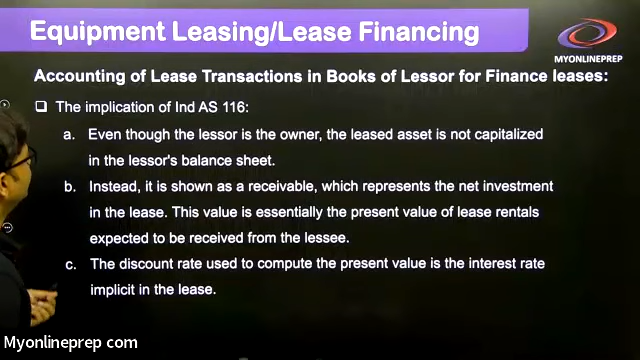 Equipment Leasing/Lease Financing
MYONLINEPREP
Accounting of Lease Transactions in Books of Lessor for Finance leases:
The implication of Ind AS 116:
a. Even though the lessor is the owner, the leased asset is not capitalized
in the lessor's balance sheet.
b. Instead, it is shown as a receivable, which represents the net investment
in the lease. This value is essentially the present value of lease rentals
expected to be received from the lessee.
c. The discount rate used to compute the present value is the interest rate
implicit in the lease.
Myonlineprep com